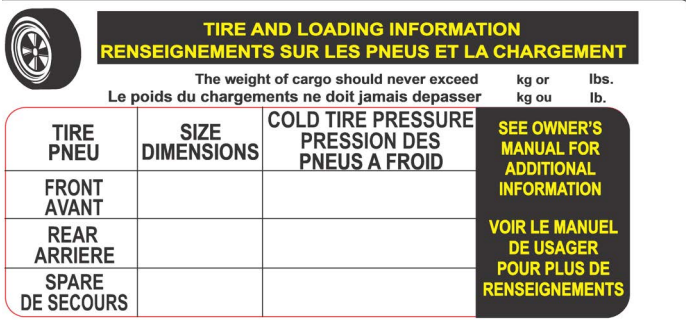 TIRE AND LOADING INFORMATION
RENSEIGNEMENTS SUR LES PNEUS ET LA CHARGEMENT
The weight of cargo should never exceed kg or lbs.
Le poids du chargements ne doit jamais depasser kg ou lb.
TIRE
PNEU
SIZE
DIMENSIONS
COLD TIRE PRESSURE
PRESSION DES
PNEUS A FROID
FRONT
AVANT
REAR
ARRIERE
SPARE
DE SECOURS
SEE OWNER'S
MANUAL FOR
ADDITIONAL
INFORMATION
VOIR LE MANUEL
DE USAGER
POUR PLUS DE
RENSEIGNEMENTS